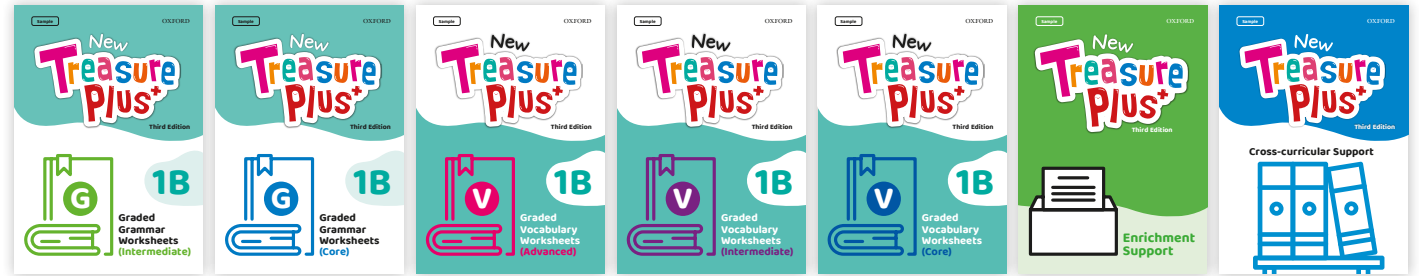 Sample OXFORD
New
Treasure
Plus+
Third Edition
G
1B
Graded
Grammar
Worksheets
(Intermediate)
Sample OXFORD
New
Treasure
Plus+
Third Edition
G
1B
Graded
Grammar
Worksheets
(Core)
Sample OXFORD
New
Treasure
Plus+
Third Edition
V
1B
Graded
Vocabulary
Worksheets
(Advanced)
Sample OXFORD
New
Treasure
Plus+
Third Edition
V
1B
Graded
Vocabulary
Worksheets
(Intermediate)
Sample OXFORD
New
Treasure
Plus+
Third Edition
V
1B
Graded
Vocabulary
Worksheets
(Core)
Sample OXFORD
New
Treasure
Plus+
Third Edition
Enrichment
Support
Sample OXFORD
New
Treasure
Plus+
Third Edition
Cross-curricular Support